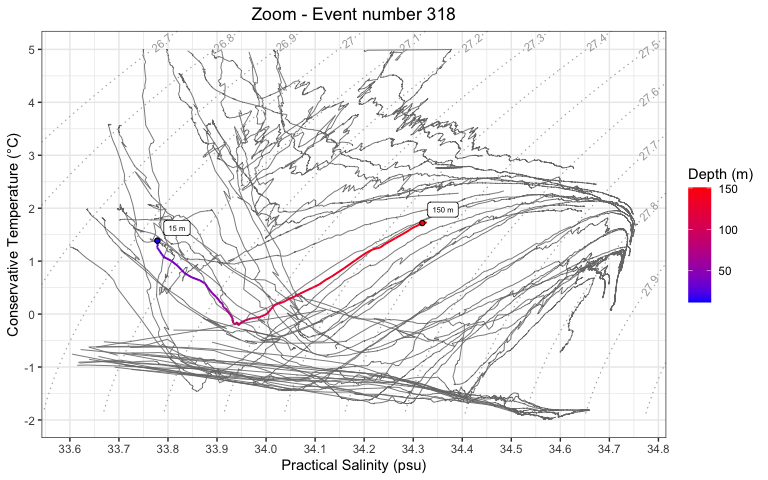 Zoom - Event number 318
26.7 26.8 26.9 27 27.1 27.2 27.3 27.4 27.5
27.6
27.7
27.8
27.9
5
4
3
2
1
0
-1
-2
Conservative Temperature (°C)
15 m
150 m
33.6 33.7 33.8 33.9 34.0 34.1 34.2 34.3 34.4 34.5 34.6 34.7 34.8
Practical Salinity (psu)
Depth (m)
150
100
50